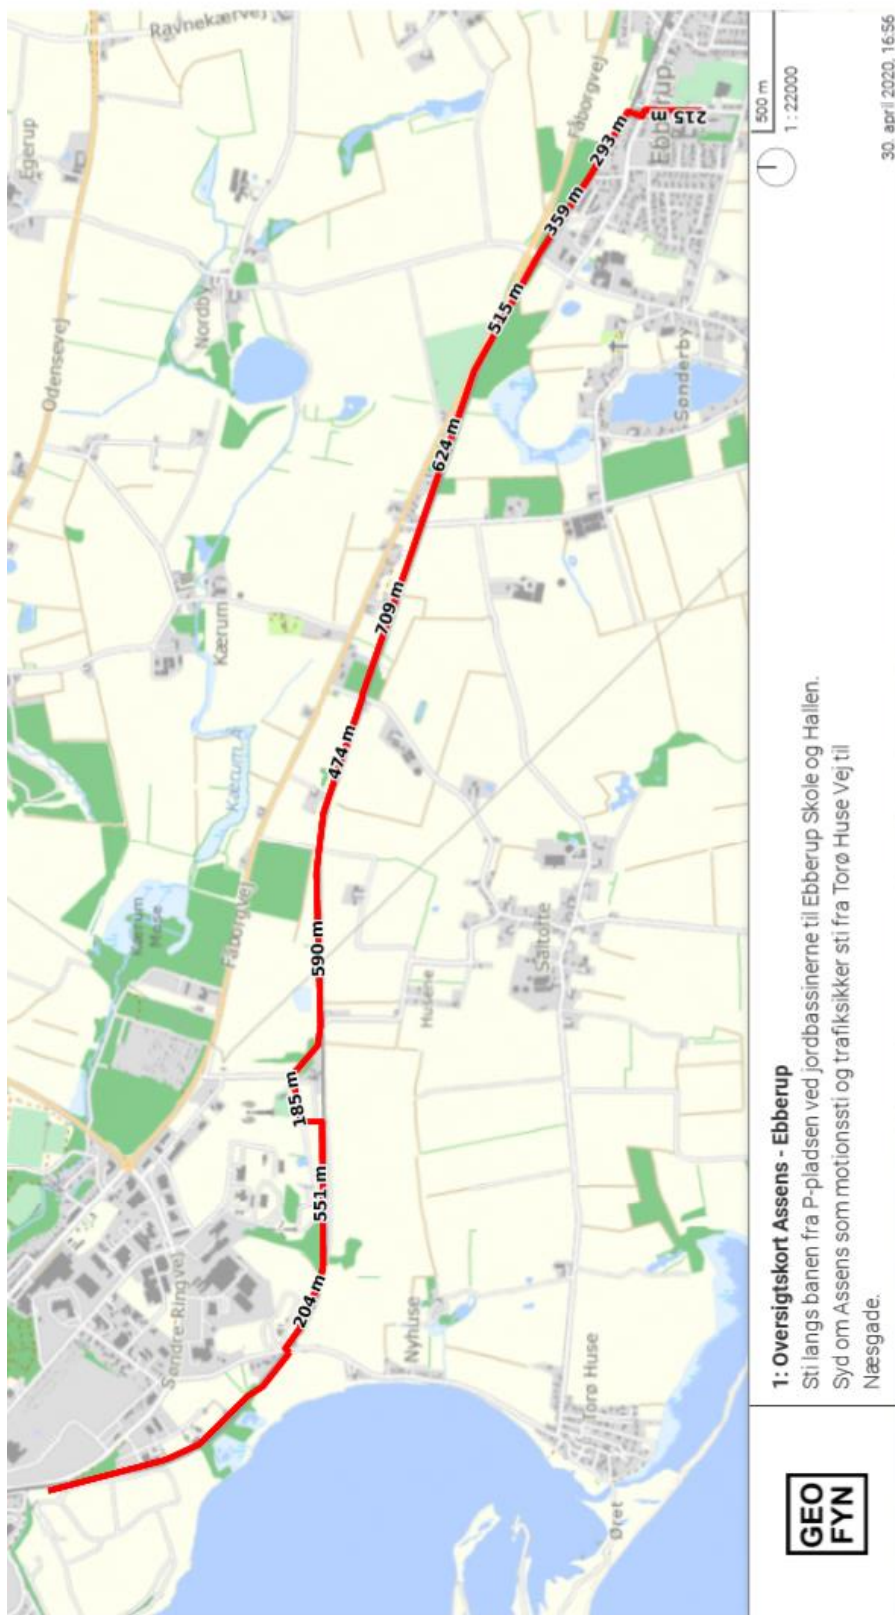 Ravnekærvej
Egerup
Odensevej
Nordby
Fåborgvej
Ebberup
215 m
293 m
359 m
515 m
624 m
Sønderby
Kærum
709 m
Kærum Å
474 m
Kærum
Mose
Fåborgvej
590 m
Husene
Saltofte
185 m
551 m
204 m
Søndre Ringvej
Nyhuse
Torø Huse
Øret
500 m
1 : 22000
1: Oversigtskort Assens - Ebberup
Sti langs banen fra P-pladsen ved jordbassinerne til Ebberup Skole og Hallen.
Syd om Assens som motionssti og trafiksikker sti fra Torø Huse Vej til
Næsgade.
GEO
FYN
30. april 2020, 16:56